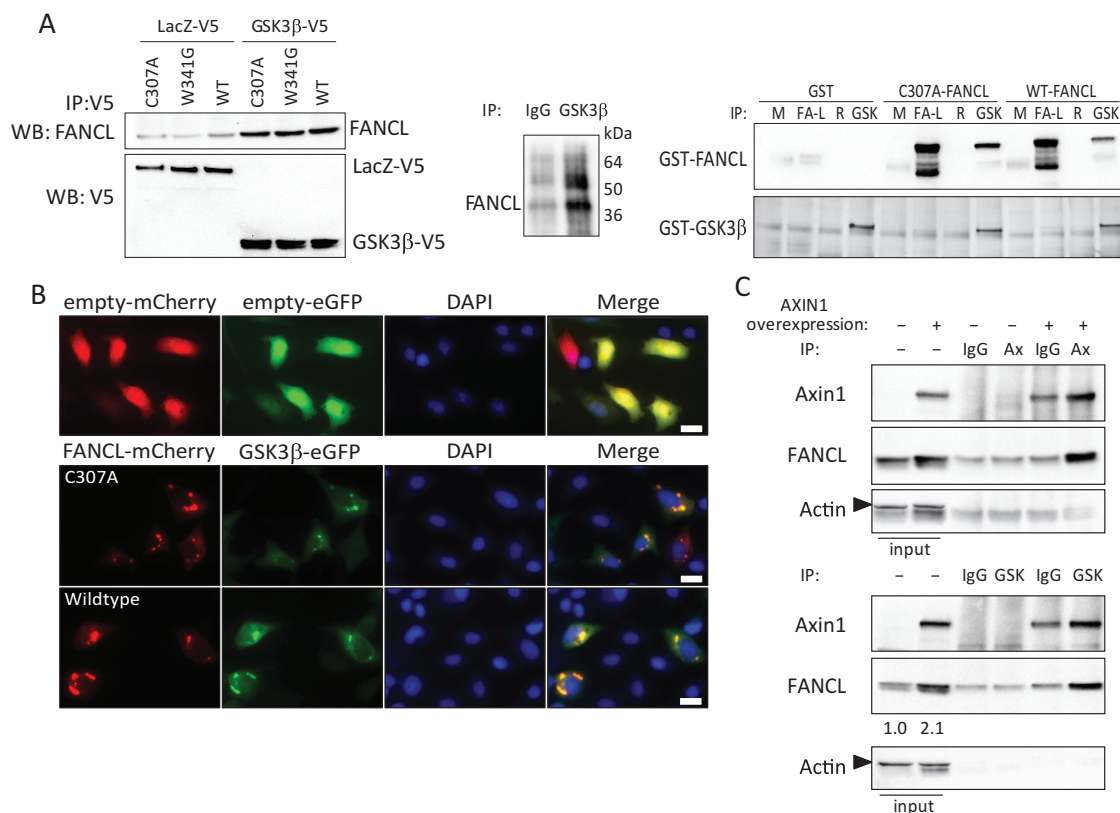 A
LacZ-V5 GSK3β-V5
C307A W341G WT C307A W341G WT
IP:V5
WB: FANCL
FANCL
WB: V5
LacZ-V5
GSK3β-V5
IP: IgG GSK3β
kDa
64
50
FANCL
36
GST C307A-FANCL WT-FANCL
IP: M FA-L R GSK M FA-L R GSK M FA-L R GSK
GST-FANCL
GST-GSK3β
B
empty-mCherry empty-eGFP DAPI Merge
FANCL-mCherry GSK3β-eGFP DAPI Merge
C307A
Wildtype
C
AXIN1
overexpression: – + – – + +
IP: – – IgG Ax IgG Ax
Axin1
FANCL
Actin
input
IP: – – IgG GSK IgG GSK
Axin1
FANCL
1.0 2.1
Actin
input